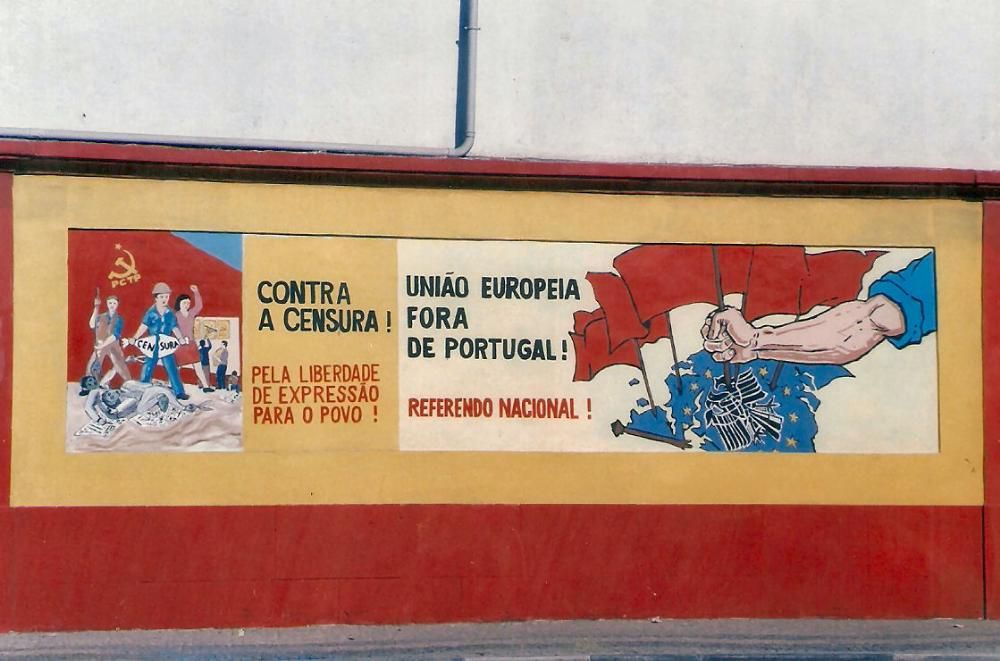 PCTP
CENSURA
CONTRA
A CENSURA !
PELA LIBERDADE
DE EXPRESSÃO
PARA O POVO !
UNIÃO EUROPEIA
FORA
DE PORTUGAL !
REFERENDO NACIONAL !